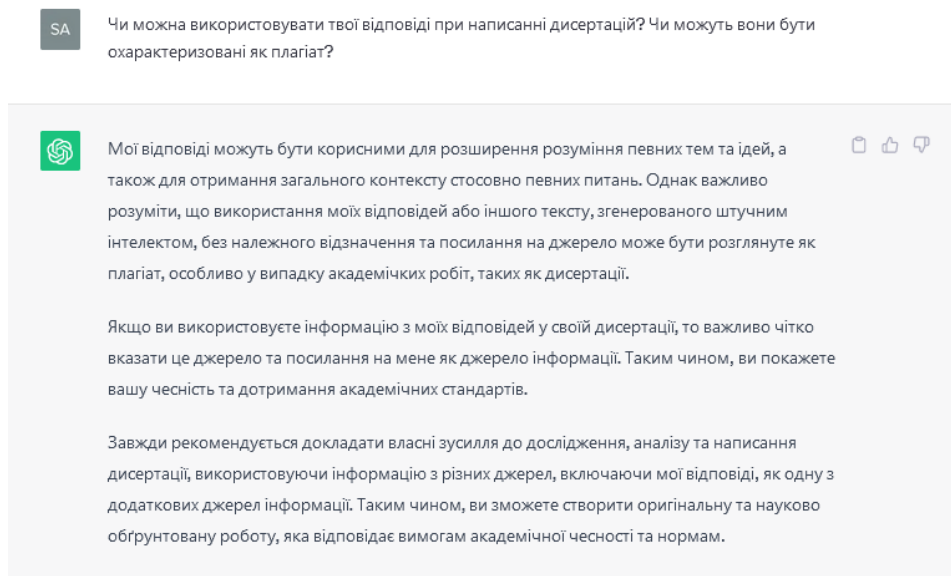 SA
Чи можна використовувати твої відповіді при написанні дисертацій? Чи можуть вони бути
охарактеризовані як плагіат?
Мої відповіді можуть бути корисними для розширення розуміння певних тем та ідей, а
також для отримання загального контексту стосовно певних питань. Однак важливо
розуміти, що використання моїх відповідей або іншого тексту, згенерованого штучним
інтелектом, без належного відзначення та посилання на джерело може бути розглянуте як
плагіат, особливо у випадку академічких робіт, таких як дисертації.
Якщо ви використовуєте інформацію з моїх відповідей у своїй дисертації, то важливо чітко
вказати це джерело та посилання на мене як джерело інформації. Таким чином, ви покажете
вашу чесність та дотримання академічних стандартів.
Завжди рекомендується докладати власні зусилля до дослідження, аналізу та написання
дисертації, використовуючи інформацію з різних джерел, включаючи мої відповіді, як одну з
додаткових джерел інформації. Таким чином, ви зможете створити оригінальну та науково
обґрунтовану роботу, яка відповідає вимогам академічної чесності та нормам.